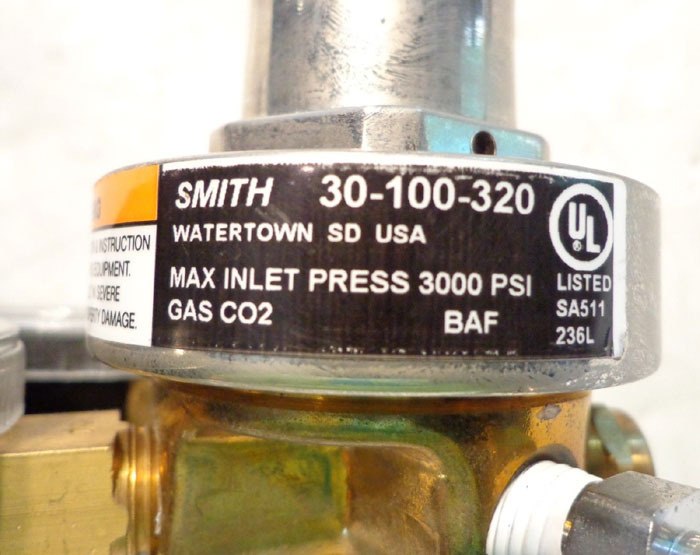 SMITH 30-100-320
WATERTOWN SD USA
MAX INLET PRESS 3000 PSI
GAS CO2 BAF
UL
®
LISTED
SA511
236L
INSTRUCTION
EQUIPMENT.
SEVERE
DAMAGE.